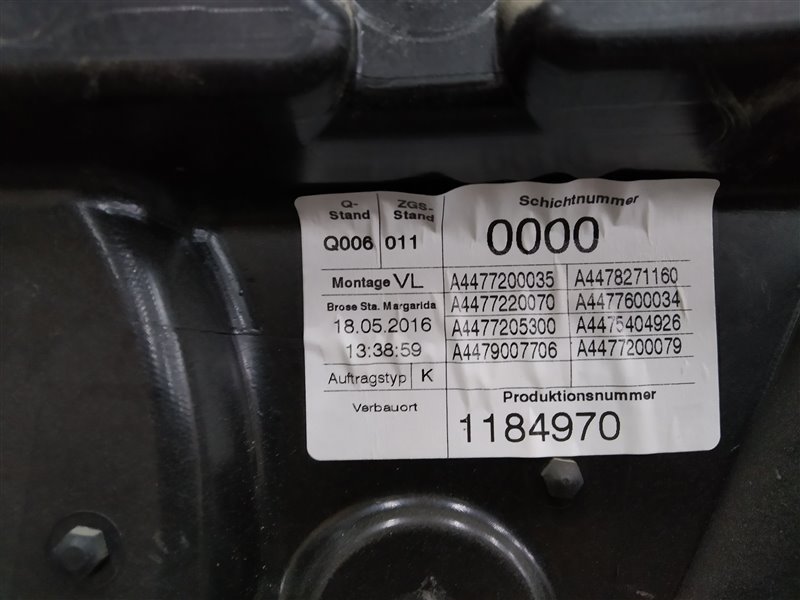 Q-Stand
ZGS-Stand
Schichtnummer
Q006
011
0000
Montage VL
A4477200035
A4478271160
Brose Sta. Margarida
A4477220070
A4477600034
18.05.2016
A4477205300
A4475404926
13:38:59
A4479007706
A4477200079
Auftragstyp
K
Verbauort
Produktionsnummer
1184970